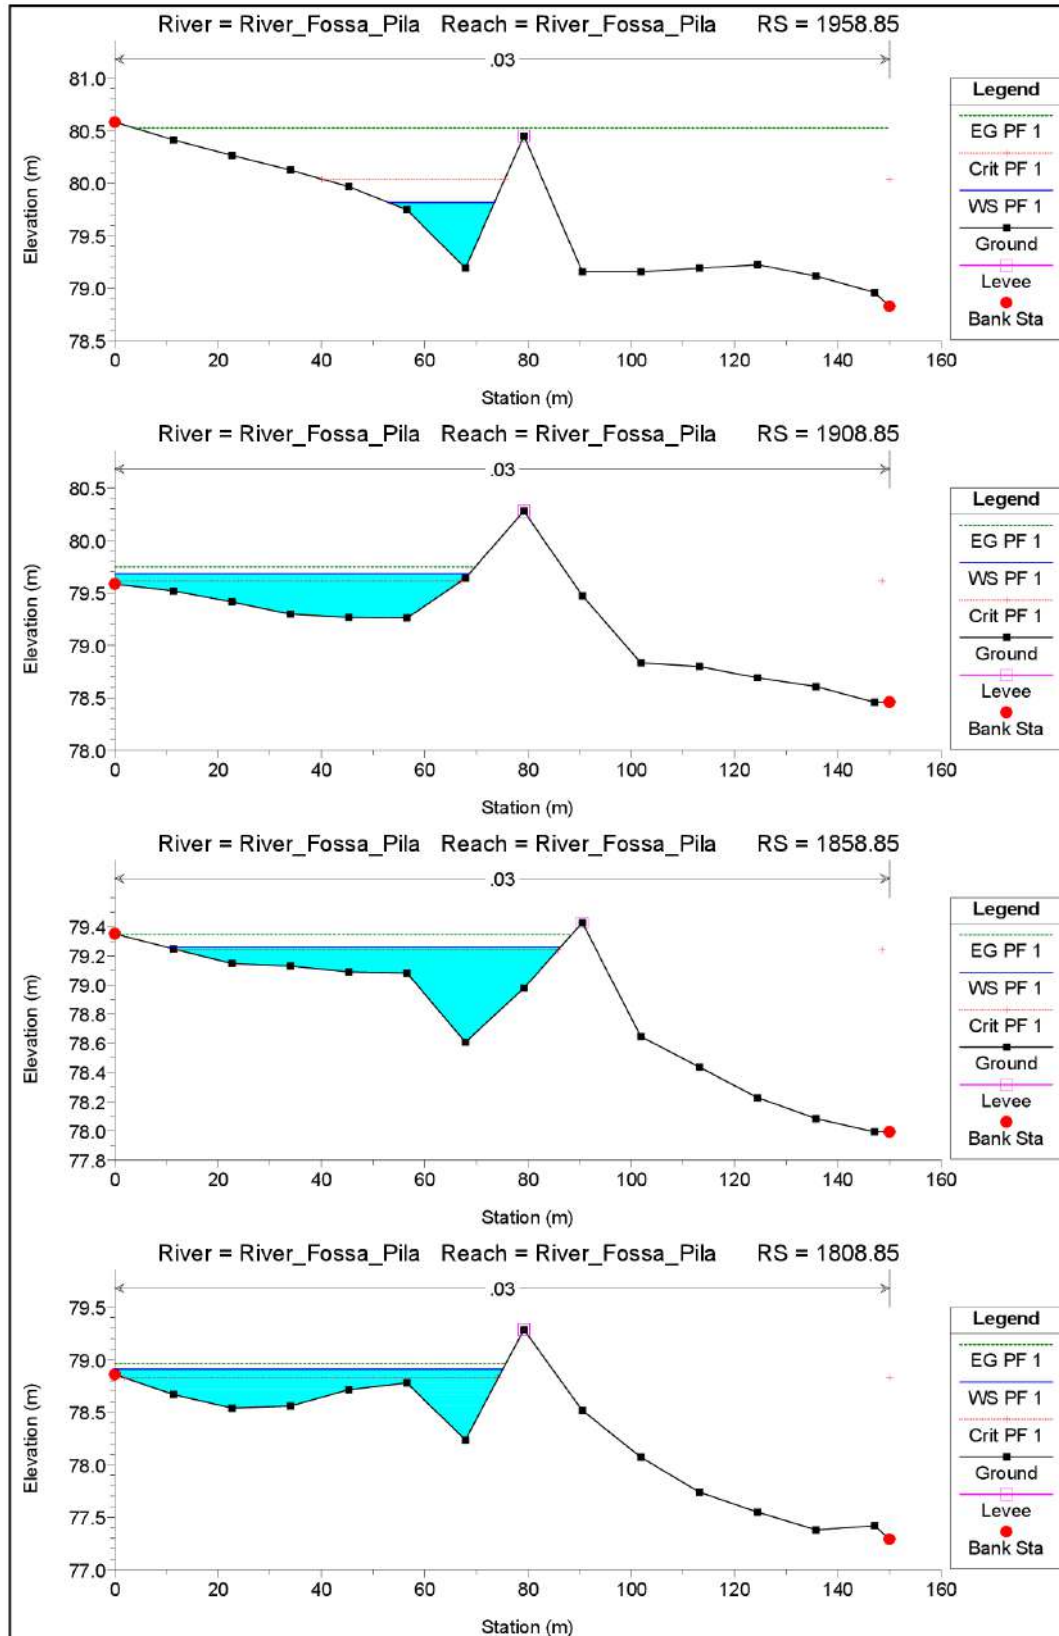 River = River_Fossa_Pila Reach = River_Fossa_Pila RS = 1958.85
.03
81.0
80.5
80.0
79.5
79.0
78.5
Elevation (m)
0 20 40 60 80 100 120 140 160
Station (m)
Legend
EG PF 1
Crit PF 1
WS PF 1
Ground
Levee
Bank Sta
River = River_Fossa_Pila Reach = River_Fossa_Pila RS = 1908.85
.03
80.5
80.0
79.5
79.0
78.5
78.0
Elevation (m)
0 20 40 60 80 100 120 140 160
Station (m)
Legend
EG PF 1
WS PF 1
Crit PF 1
Ground
Levee
Bank Sta
River = River_Fossa_Pila Reach = River_Fossa_Pila RS = 1858.85
.03
79.4
79.2
79.0
78.8
78.6
78.4
78.2
78.0
77.8
Elevation (m)
0 20 40 60 80 100 120 140 160
Station (m)
Legend
EG PF 1
WS PF 1
Crit PF 1
Ground
Levee
Bank Sta
River = River_Fossa_Pila Reach = River_Fossa_Pila RS = 1808.85
.03
79.5
79.0
78.5
78.0
77.5
77.0
Elevation (m)
0 20 40 60 80 100 120 140 160
Station (m)
Legend
EG PF 1
WS PF 1
Crit PF 1
Ground
Levee
Bank Sta